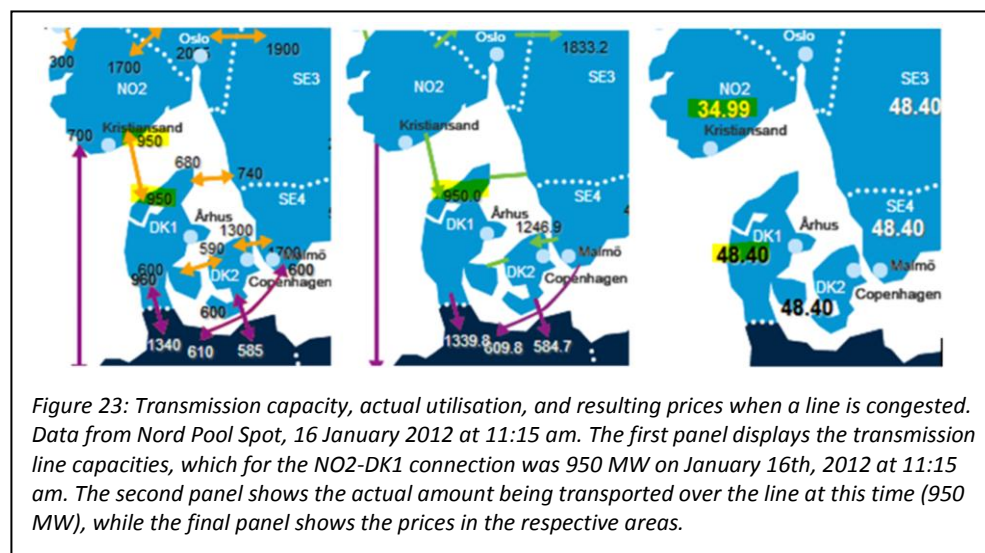 Oslo
2095
1900
300
1700
SE3
NO2
Kristiansand
700
950
680
740
950
SE4
DK1
Århus
1300
590
1700
Malmö
600
600
960
DK2
Copenhagen
600
1340
610
585
Oslo
1833.2
SE3
NO2
Kristiansand
950.0
SE4
DK1
Århus
1246.9
Malmö
DK2
Copenhagen
1339.8
609.8
584.7
Oslo
NO2
SE3
34.99
48.40
Kristiansand
SE4
Århus
48.40
DK1
48.40
Malmö
DK2
Copenhagen
48.40
Figure 23: Transmission capacity, actual utilisation, and resulting prices when a line is congested.
Data from Nord Pool Spot, 16 January 2012 at 11:15 am. The first panel displays the transmission
line capacities, which for the NO2-DK1 connection was 950 MW on January 16th, 2012 at 11:15
am. The second panel shows the actual amount being transported over the line at this time (950
MW), while the final panel shows the prices in the respective areas.